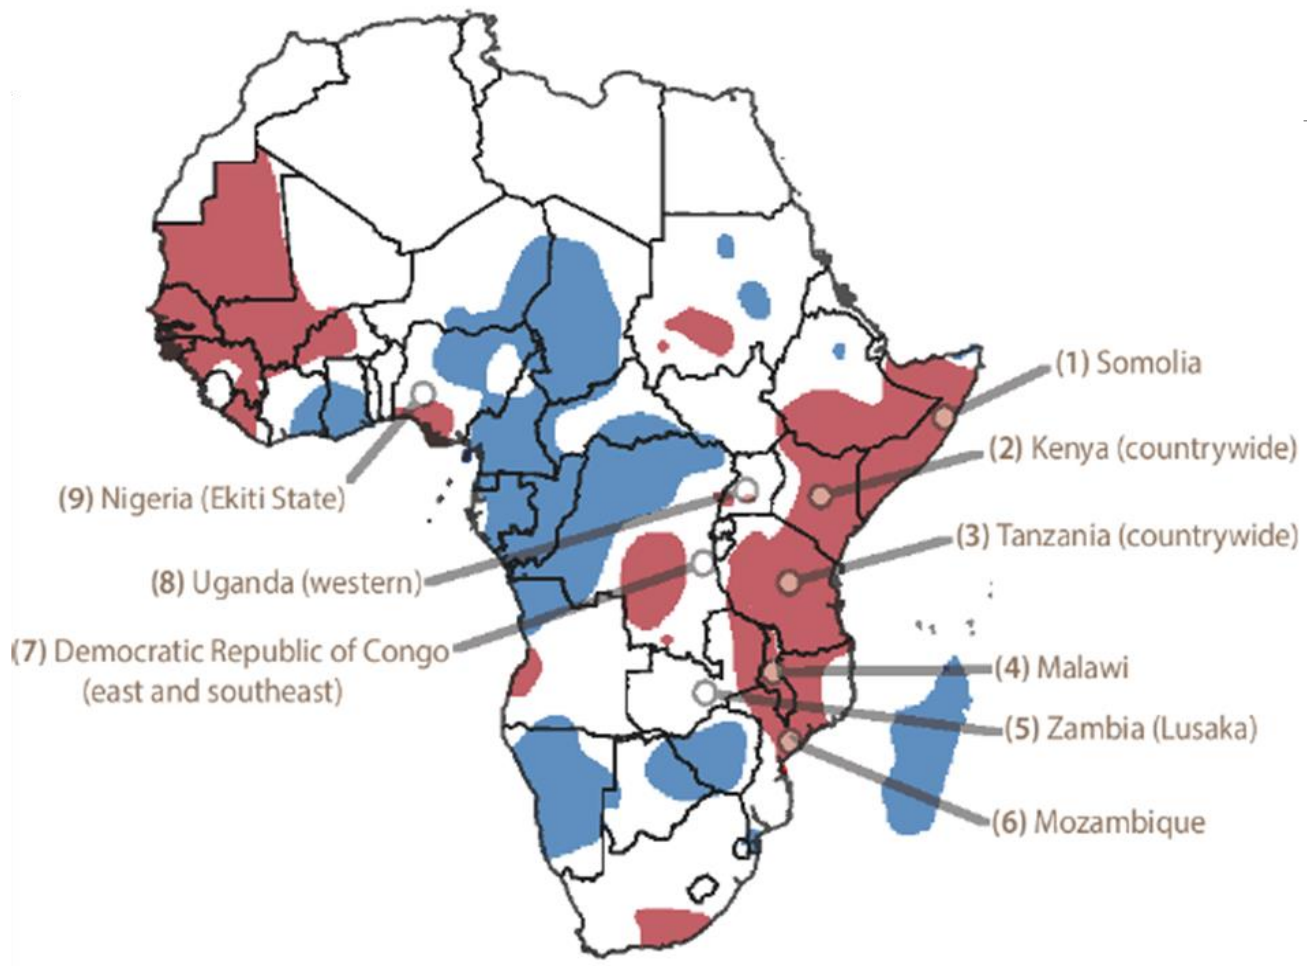 (1) Somolia
(2) Kenya (countrywide)
(3) Tanzania (countrywide)
(4) Malawi
(5) Zambia (Lusaka)
(6) Mozambique
(7) Democratic Republic of Congo
(east and southeast)
(8) Uganda (western)
(9) Nigeria (Ekiti State)